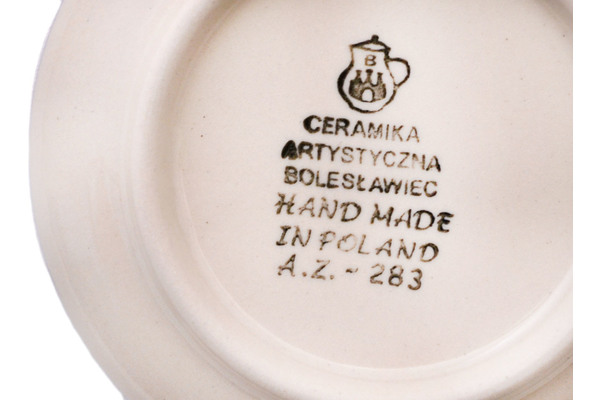 B
CERAMIKA
ARTYSTYCZNA
BOLESŁAWIEC
HAND MADE
IN POLAND
A.Z. - 283